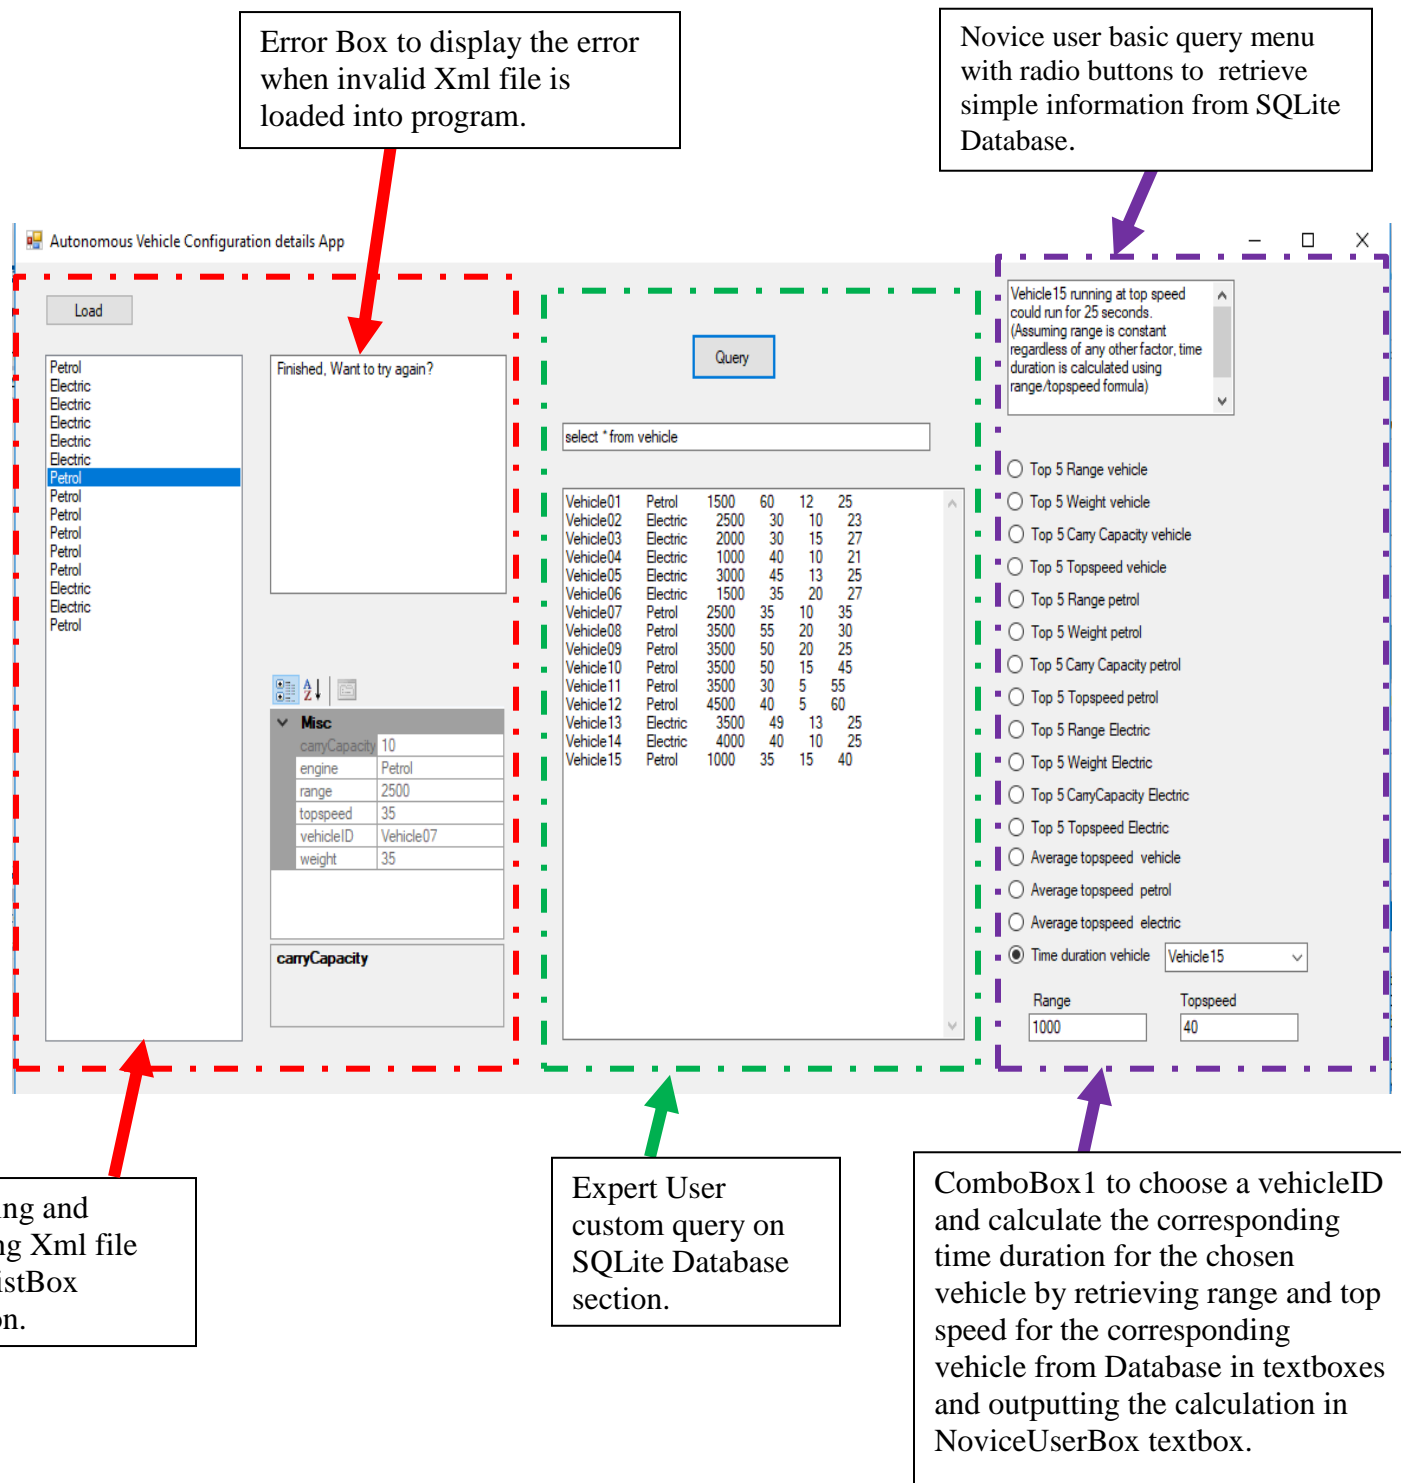 Error Box to display the error
when invalid Xml file is
loaded into program.
Novice user basic query menu
with radio buttons to retrieve
simple information from SQLite
Database.
Autonomous Vehicle Configuration details App
Load
Petrol
Electric
Electric
Electric
Electric
Electric
Petrol
Petrol
Petrol
Petrol
Petrol
Petrol
Electric
Electric
Petrol
Finished, Want to try again?
Misc
carryCapacity 10
engine Petrol
range 2500
topspeed 35
vehicleID Vehicle07
weight 35
carryCapacity
Query
select * from vehicle
Vehicle01 Petrol 1500 60 12 25
Vehicle02 Electric 2500 30 10 23
Vehicle03 Electric 2000 30 15 27
Vehicle04 Electric 1000 40 10 21
Vehicle05 Electric 3000 45 13 25
Vehicle06 Electric 1500 35 20 27
Vehicle07 Petrol 2500 35 10 35
Vehicle08 Petrol 3500 55 20 30
Vehicle09 Petrol 3500 50 20 25
Vehicle10 Petrol 3500 50 15 45
Vehicle11 Petrol 3500 30 5 55
Vehicle12 Petrol 4500 40 5 60
Vehicle13 Electric 3500 49 13 25
Vehicle14 Electric 4000 40 10 25
Vehicle15 Petrol 1000 35 15 40
Vehicle15 running at top speed
could run for 25 seconds.
(Assuming range is constant
regardless of any other factor, time
duration is calculated using
range/topspeed formula)
Top 5 Range vehicle
Top 5 Weight vehicle
Top 5 Carry Capacity vehicle
Top 5 Topspeed vehicle
Top 5 Range petrol
Top 5 Weight petrol
Top 5 Carry Capacity petrol
Top 5 Topspeed petrol
Top 5 Range Electric
Top 5 Weight Electric
Top 5 CarryCapacity Electric
Top 5 Topspeed Electric
Average topspeed vehicle
Average topspeed petrol
Average topspeed electric
Time duration vehicle Vehicle15
Range Topspeed
1000 40
ing and
ng Xml file
istBox
on.
Expert User
custom query on
SQLite Database
section.
ComboBox1 to choose a vehicleID
and calculate the corresponding
time duration for the chosen
vehicle by retrieving range and top
speed for the corresponding
vehicle from Database in textboxes
and outputting the calculation in
NoviceUserBox textbox.